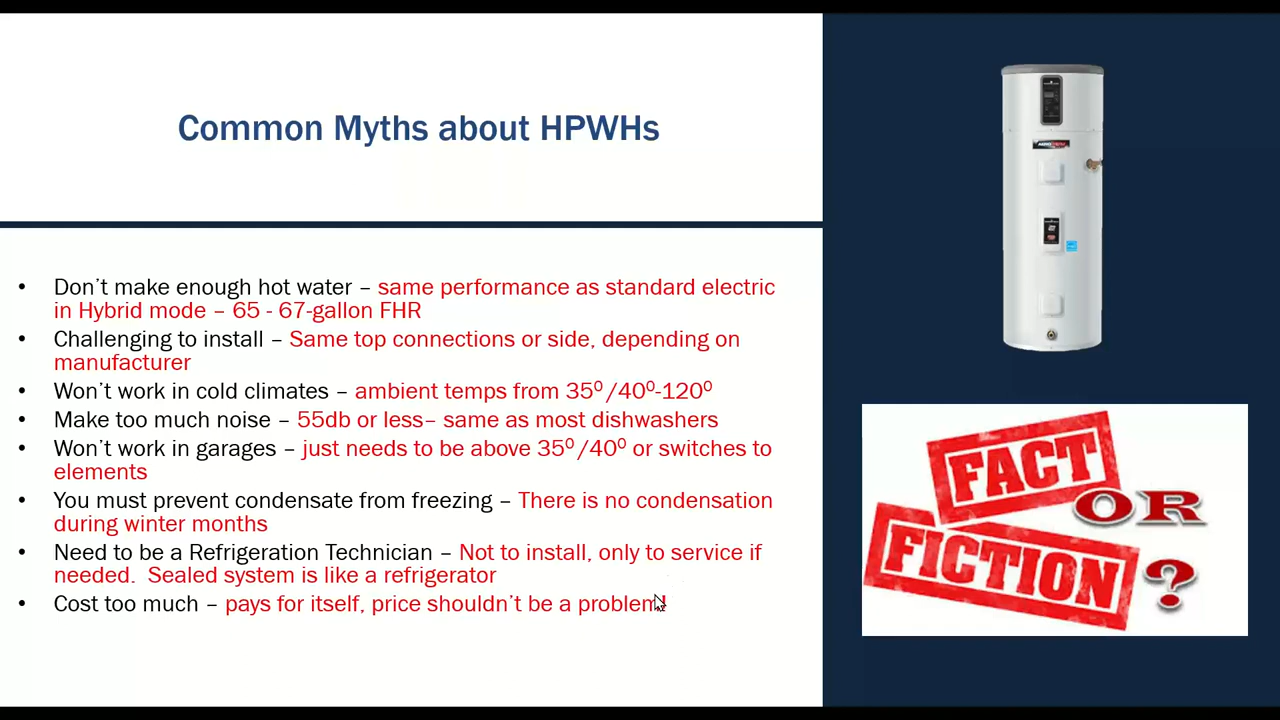 Common Myths about HPWHs
• Don't make enough hot water – same performance as standard electric
in Hybrid mode – 65 - 67-gallon FHR
• Challenging to install – Same top connections or side, depending on
manufacturer
• Won't work in cold climates – ambient temps from 35⁰/40⁰-120⁰
• Make too much noise – 55db or less– same as most dishwashers
• Won't work in garages – just needs to be above 35⁰/40⁰ or switches to
elements
• You must prevent condensate from freezing – There is no condensation
during winter months
• Need to be a Refrigeration Technician – Not to install, only to service if
needed.  Sealed system is like a refrigerator
• Cost too much – pays for itself, price shouldn't be a problem!
FACT
OR
FICTION
?